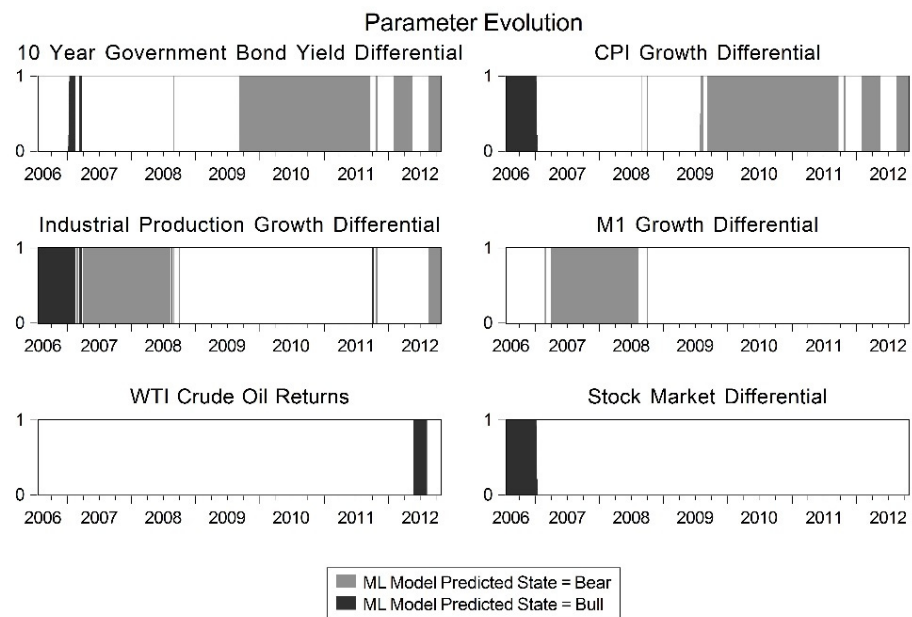 Parameter Evolution
10 Year Government Bond Yield Differential
1
0
2006 2007 2008 2009 2010 2011 2012
CPI Growth Differential
1
0
2006 2007 2008 2009 2010 2011 2012
Industrial Production Growth Differential
1
0
2006 2007 2008 2009 2010 2011 2012
M1 Growth Differential
1
0
2006 2007 2008 2009 2010 2011 2012
WTI Crude Oil Returns
1
0
2006 2007 2008 2009 2010 2011 2012
Stock Market Differential
1
0
2006 2007 2008 2009 2010 2011 2012
ML Model Predicted State = Bear
ML Model Predicted State = Bull